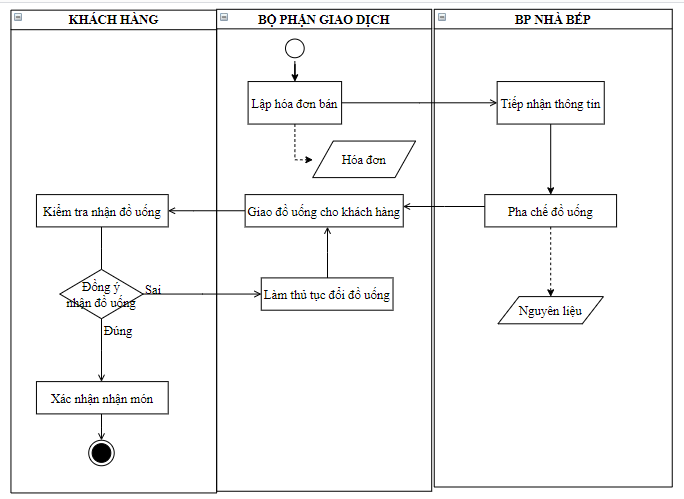 KHÁCH HÀNG
BỘ PHẬN GIAO DỊCH
BP NHÀ BẾP
Lập hóa đơn bán
Tiếp nhận thông tin
Hóa đơn
Kiểm tra nhận đồ uống
Giao đồ uống cho khách hàng
Pha chế đồ uống
Đồng ý
nhận đồ uống
Sai
Làm thủ tục đổi đồ uống
Nguyên liệu
Đúng
Xác nhận nhận món